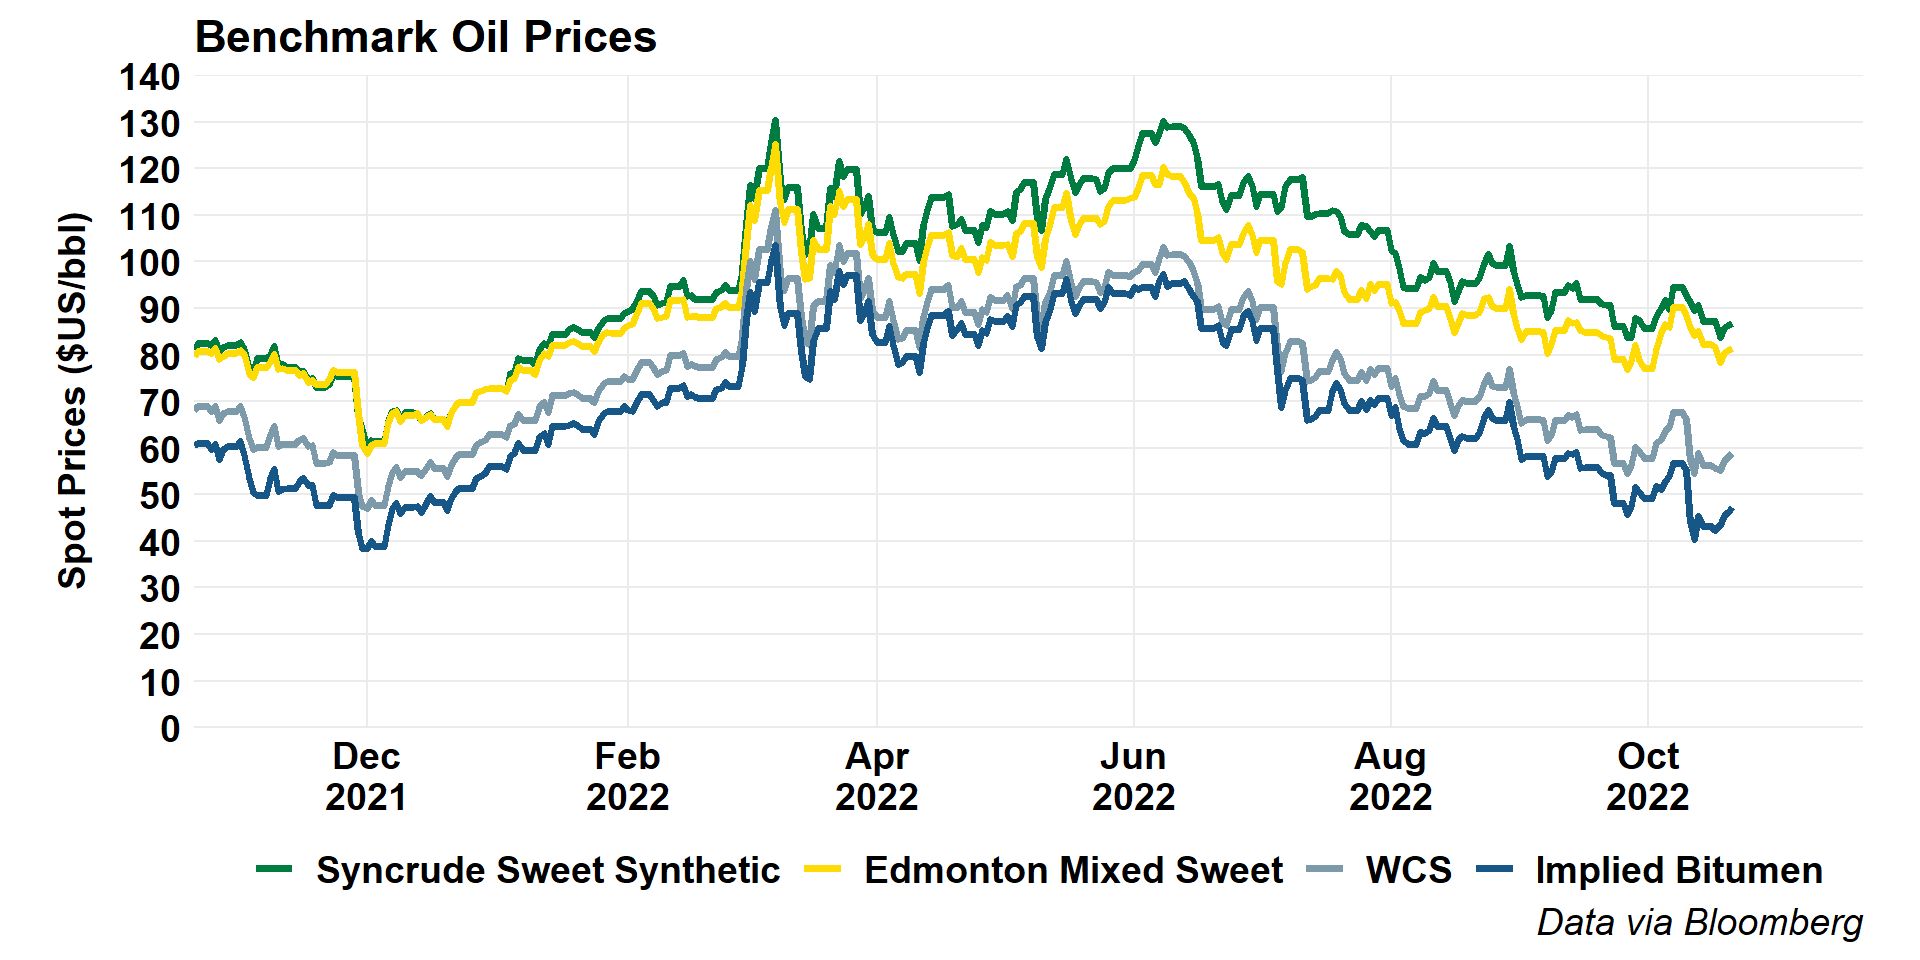 Benchmark Oil Prices
Spot Prices ($US/bbl)
140
130
120
110
100
90
80
70
60
50
40
30
20
10
0
Dec 2021
Feb 2022
Apr 2022
Jun 2022
Aug 2022
Oct 2022
Syncrude Sweet Synthetic
Edmonton Mixed Sweet
WCS
Implied Bitumen
Data via Bloomberg